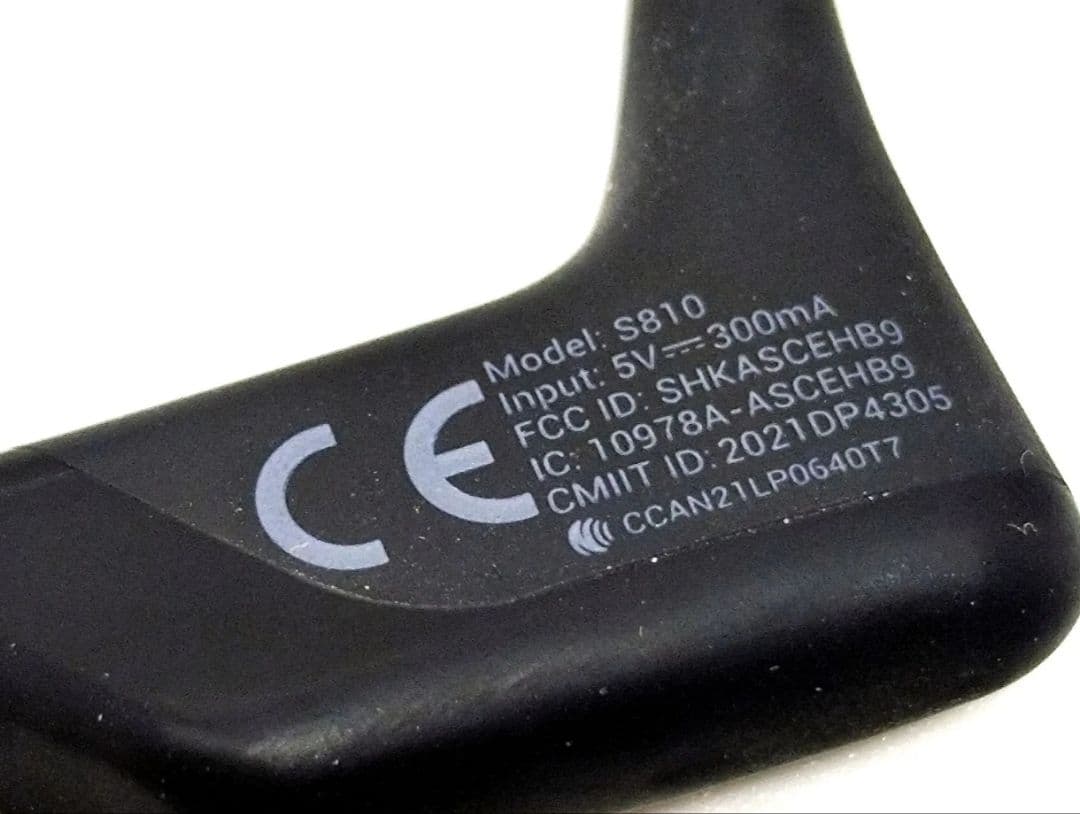 CE
Model: S810
Input: 5V⎓300mA
FCC ID: SHKASCEHB9
IC: 10978A-ASCEHB9
CMIIT ID: 2021DP4305
CCAN21LP0640T7